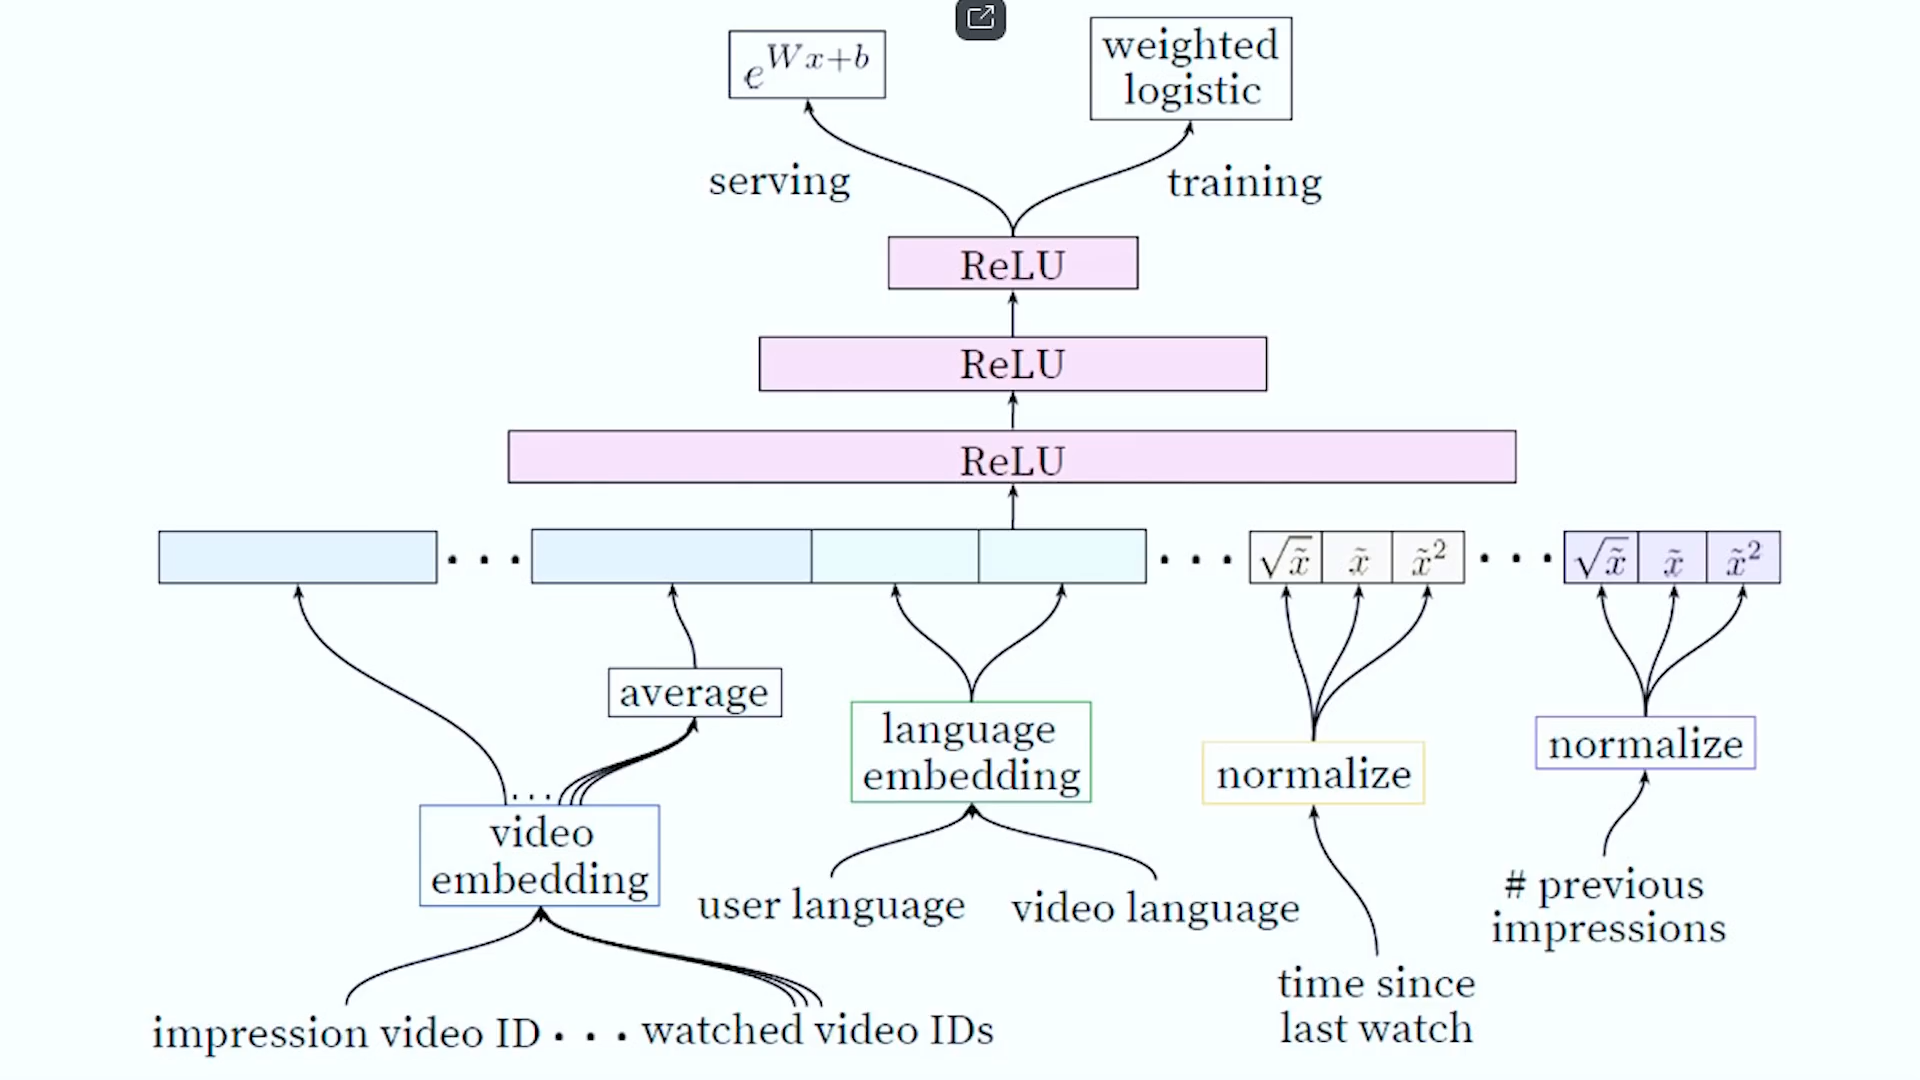 e^{Wx+b}
weighted
logistic
serving
training
ReLU
ReLU
ReLU
. . .
. . .
√x̃ x̃ x̃²
. . .
√x̃ x̃ x̃²
average
language
embedding
normalize
normalize
. . .
video
embedding
user language
video language
# previous
impressions
time since
last watch
impression video ID . . . watched video IDs